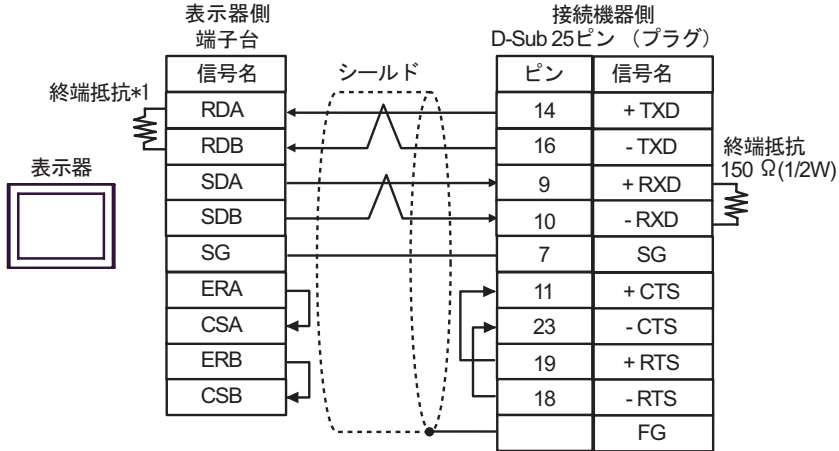 表示器側
端子台
接続機器側
D-Sub 25ピン （プラグ）
信号名
シールド
ピン
信号名
終端抵抗*1
RDA
14
+ TXD
RDB
16
- TXD
終端抵抗
150 Ω(1/2W)
表示器
SDA
9
+ RXD
SDB
10
- RXD
SG
7
SG
ERA
11
+ CTS
CSA
23
- CTS
ERB
19
+ RTS
CSB
18
- RTS
FG